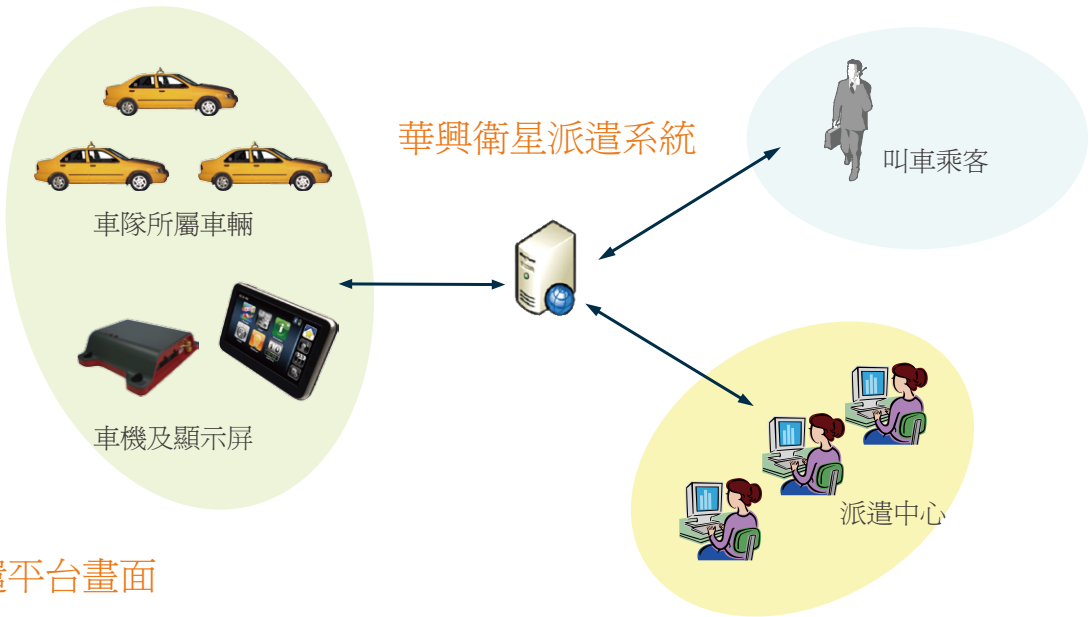 華興衛星派遣系統
叫車乘客
車隊所屬車輛
車機及顯示屏
派遣中心
平台畫面